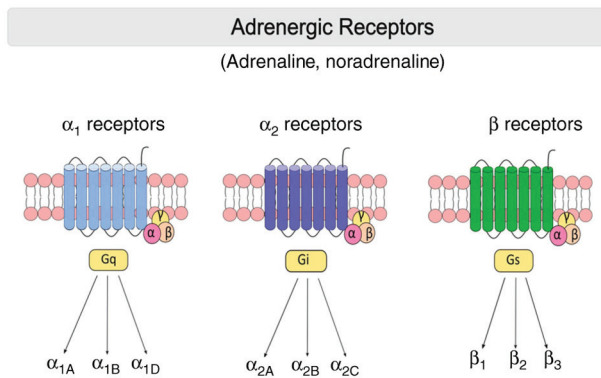 Adrenergic Receptors
(Adrenaline, noradrenaline)
α₁ receptors α₂ receptors β receptors
γ γ γ
α β α β α β
Gq Gi Gs
α₁A α₁B α₁D α₂A α₂B α₂C β₁ β₂ β₃